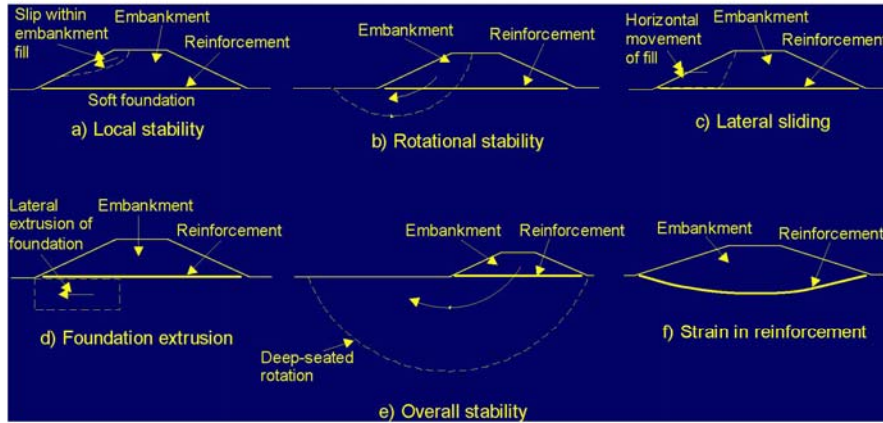 Slip within
embankment
fill
Embankment
Reinforcement
Soft foundation
a) Local stability
Embankment
Reinforcement
b) Rotational stability
Horizontal
movement
of fill
Embankment
Reinforcement
c) Lateral sliding
Lateral
extrusion of
foundation
Embankment
Reinforcement
d) Foundation extrusion
Embankment
Reinforcement
Deep-seated
rotation
e) Overall stability
Embankment
Reinforcement
f) Strain in reinforcement